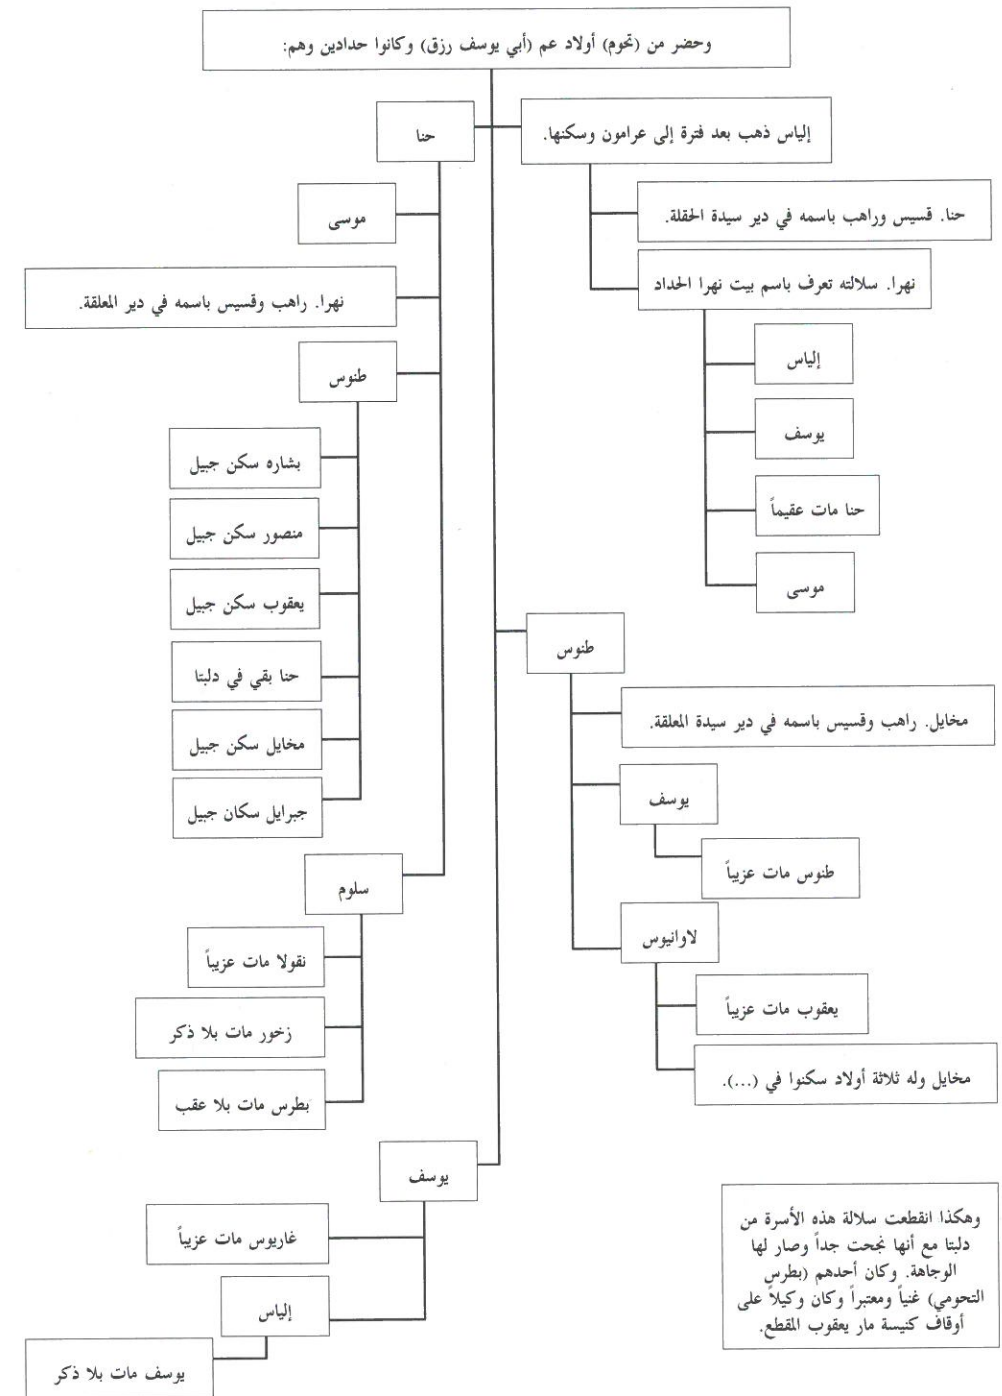 وحضر من (تحوم) أولاد عم (أبي يوسف رزق) وكانوا حدادين وهم:
إلياس ذهب بعد فترة إلى عرامون وسكنها.
حنا. قسيس وراهب باسمه في دير سيدة الحقلة.
نهرا. سلالته تعرف باسم بيت نهرا الحداد
إلياس
يوسف
حنا مات عقيماً
موسى
حنا
موسى
نهرا. راهب وقسيس باسمه في دير المعلقة.
طنوس
بشاره سكن جبيل
منصور سكن جبيل
يعقوب سكن جبيل
حنا بقي في دلبتا
مخايل سكن جبيل
جبرايل سكان جبيل
سلوم
نقولا مات عزيباً
زخور مات بلا ذكر
بطرس مات بلا عقب
طنوس
مخايل. راهب وقسيس باسمه في دير سيدة المعلقة.
يوسف
طنوس مات عزيباً
لاوانيوس
يعقوب مات عزيباً
مخايل وله ثلاثة أولاد سكنوا في (...).
يوسف
غاريوس مات عزيباً
إلياس
يوسف مات بلا ذكر
وهكذا انقطعت سلالة هذه الأسرة من
دلبتا مع أنها نجحت جداً وصار لها
الوجاهة. وكان أحدهم (بطرس
التحومي) غنياً ومعتبراً وكان وكيلاً على
أوقاف كنيسة مار يعقوب المقطع.